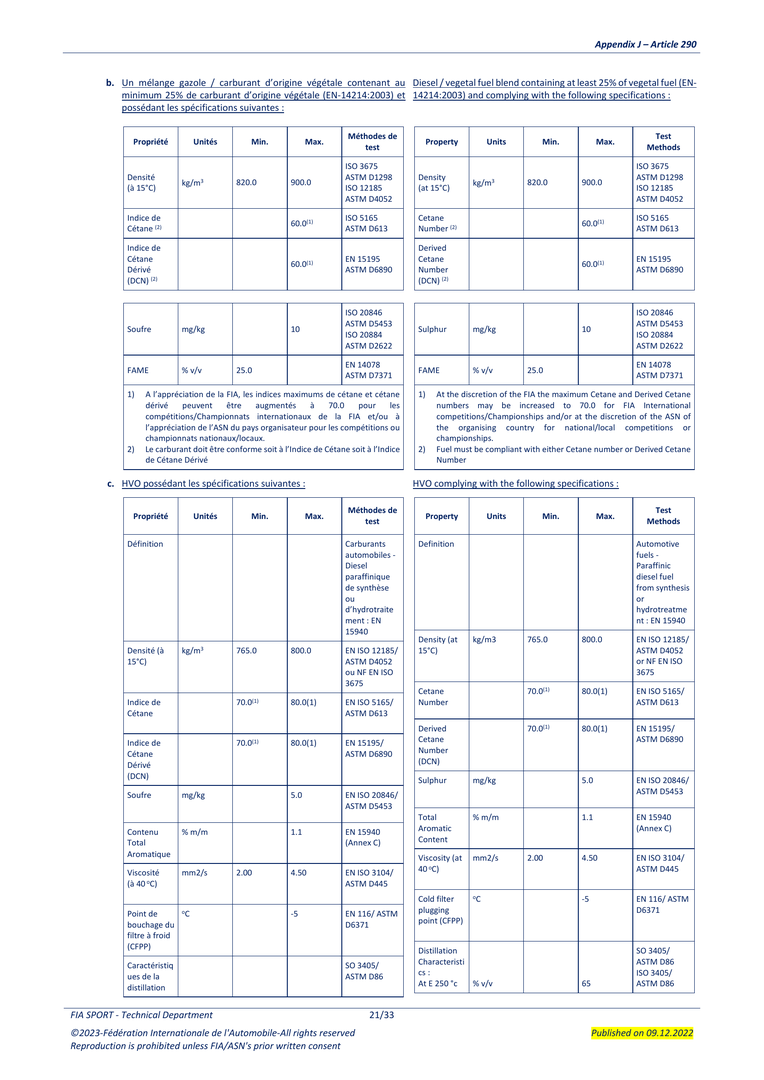 Appendix J – Article 290
b. Un mélange gazole / carburant d’origine végétale contenant au
minimum 25% de carburant d’origine végétale (EN-14214:2003) et
possédant les spécifications suivantes :
Diesel / vegetal fuel blend containing at least 25% of vegetal fuel (EN-
14214:2003) and complying with the following specifications :
Propriété Unités Min. Max. Méthodes de
test
Densité
(à 15°C) kg/m³ 820.0 900.0 ISO 3675
ASTM D1298
ISO 12185
ASTM D4052
Indice de
Cétane (2) 60.0(1) ISO 5165
ASTM D613
Indice de
Cétane
Dérivé
(DCN) (2) 60.0(1) EN 15195
ASTM D6890
Property Units Min. Max. Test
Methods
Density
(at 15°C) kg/m³ 820.0 900.0 ISO 3675
ASTM D1298
ISO 12185
ASTM D4052
Cetane
Number (2) 60.0(1) ISO 5165
ASTM D613
Derived
Cetane
Number
(DCN) (2) 60.0(1) EN 15195
ASTM D6890
Soufre mg/kg 10 ISO 20846
ASTM D5453
ISO 20884
ASTM D2622
FAME % v/v 25.0 EN 14078
ASTM D7371
1) A l’appréciation de la FIA, les indices maximums de cétane et cétane
dérivé peuvent être augmentés à 70.0 pour les
compétitions/Championnats internationaux de la FIA et/ou à
l’appréciation de l’ASN du pays organisateur pour les compétitions ou
championnats nationaux/locaux.
2) Le carburant doit être conforme soit à l’Indice de Cétane soit à l’Indice
de Cétane Dérivé
Sulphur mg/kg 10 ISO 20846
ASTM D5453
ISO 20884
ASTM D2622
FAME % v/v 25.0 EN 14078
ASTM D7371
1) At the discretion of the FIA the maximum Cetane and Derived Cetane
numbers may be increased to 70.0 for FIA International
competitions/Championships and/or at the discretion of the ASN of
the organising country for national/local competitions or
championships.
2) Fuel must be compliant with either Cetane number or Derived Cetane
Number
c. HVO possédant les spécifications suivantes :
HVO complying with the following specifications :
Propriété Unités Min. Max. Méthodes de
test
Définition Carburants
automobiles -
Diesel
paraffinique
de synthèse
ou
d’hydrotraite
ment : EN
15940
Densité (à
15°C) kg/m³ 765.0 800.0 EN ISO 12185/
ASTM D4052
ou NF EN ISO
3675
Indice de
Cétane 70.0(1) 80.0(1) EN ISO 5165/
ASTM D613
Indice de
Cétane
Dérivé
(DCN) 70.0(1) 80.0(1) EN 15195/
ASTM D6890
Soufre mg/kg 5.0 EN ISO 20846/
ASTM D5453
Contenu
Total
Aromatique % m/m 1.1 EN 15940
(Annex C)
Viscosité
(à 40 °C) mm2/s 2.00 4.50 EN ISO 3104/
ASTM D445
Point de
bouchage du
filtre à froid
(CFPP) °C -5 EN 116/ ASTM
D6371
Caractéristiq
ues de la
distillation SO 3405/
ASTM D86
Property Units Min. Max. Test
Methods
Definition Automotive
fuels -
Paraffinic
diesel fuel
from synthesis
or
hydrotreatme
nt : EN 15940
Density (at
15°C) kg/m3 765.0 800.0 EN ISO 12185/
ASTM D4052
or NF EN ISO
3675
Cetane
Number 70.0(1) 80.0(1) EN ISO 5165/
ASTM D613
Derived
Cetane
Number
(DCN) 70.0(1) 80.0(1) EN 15195/
ASTM D6890
Sulphur mg/kg 5.0 EN ISO 20846/
ASTM D5453
Total
Aromatic
Content % m/m 1.1 EN 15940
(Annex C)
Viscosity (at
40 °C) mm2/s 2.00 4.50 EN ISO 3104/
ASTM D445
Cold filter
plugging
point (CFPP) °C -5 EN 116/ ASTM
D6371
Distillation
Characteristi
cs :
At E 250 °c % v/v 65 SO 3405/
ASTM D86
ISO 3405/
ASTM D86
FIA SPORT - Technical Department 21/33
©2023-Fédération Internationale de l'Automobile-All rights reserved
Reproduction is prohibited unless FIA/ASN's prior written consent
Published on 09.12.2022